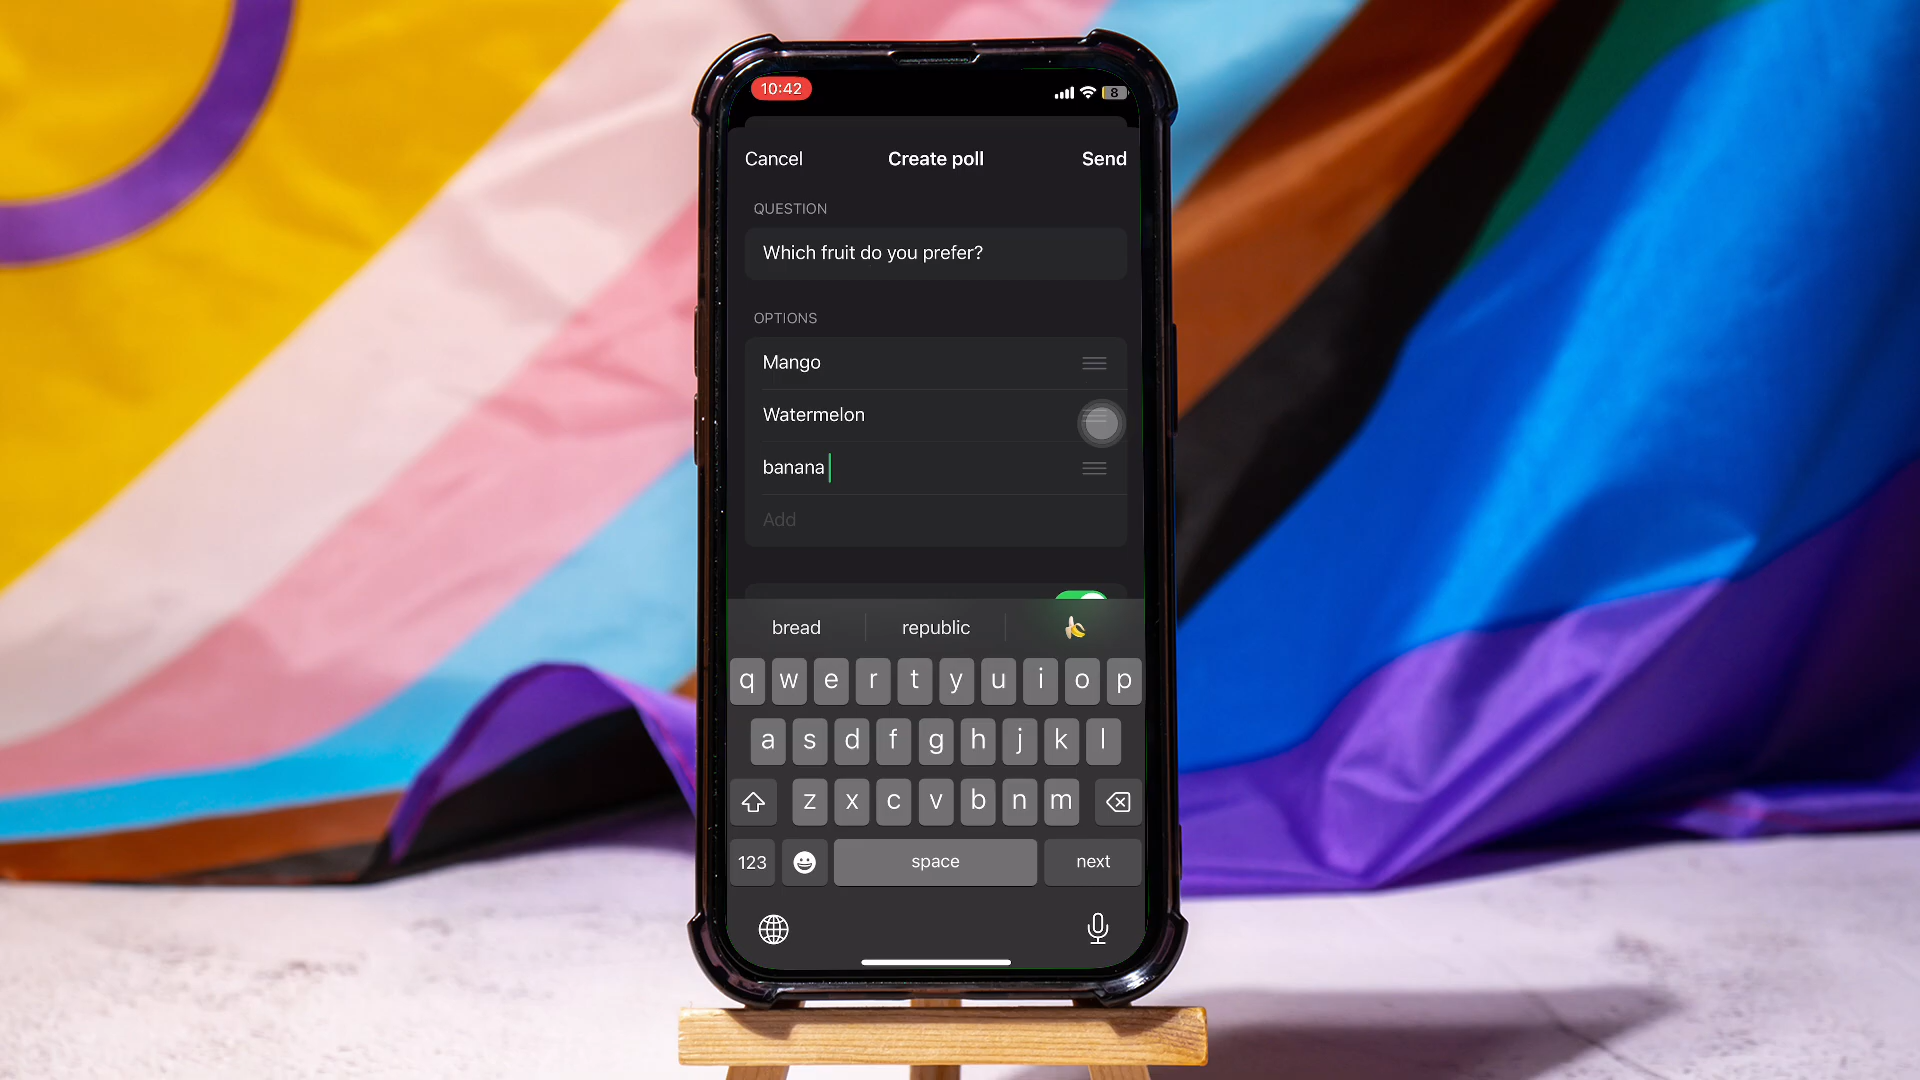 10:42
8
Cancel Create poll Send
QUESTION
Which fruit do you prefer?
OPTIONS
Mango
Watermelon
banana
Add
bread republic 🍌
q w e r t y u i o p
a s d f g h j k l
z x c v b n m
123 space next